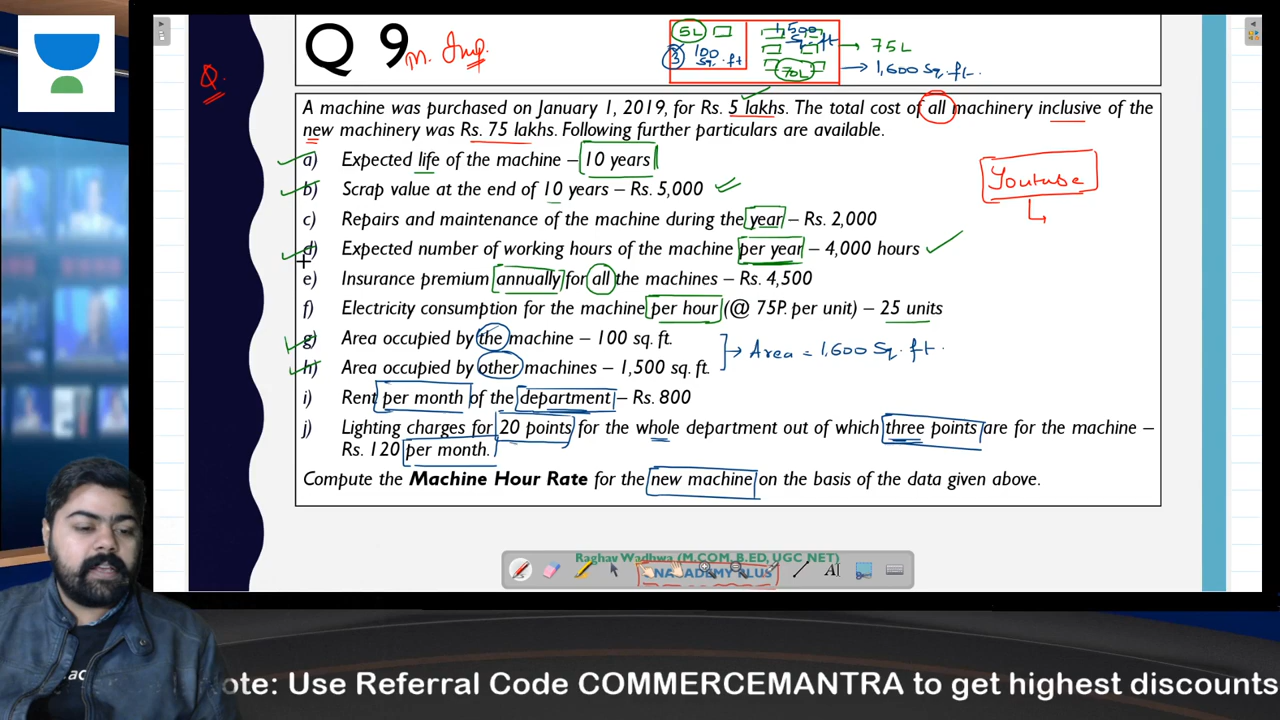 Q 9
m. Imp.
Q.
5L
100
Sq. ft
1,500
Sq. ft
70L
→ 75L
→ 1,600 Sq. ft.
A machine was purchased on January 1, 2019, for Rs. 5 lakhs. The total cost of all machinery inclusive of the
new machinery was Rs. 75 lakhs. Following further particulars are available.
a) Expected life of the machine – 10 years
b) Scrap value at the end of 10 years – Rs. 5,000
c) Repairs and maintenance of the machine during the year – Rs. 2,000
d) Expected number of working hours of the machine per year – 4,000 hours
e) Insurance premium annually for all the machines – Rs. 4,500
f) Electricity consumption for the machine per hour (@ 75P. per unit) – 25 units
g) Area occupied by the machine – 100 sq. ft.
h) Area occupied by other machines – 1,500 sq. ft.
→ Area = 1,600 Sq. ft.
i) Rent per month of the department – Rs. 800
j) Lighting charges for 20 points for the whole department out of which three points are for the machine –
Rs. 120 per month.
Compute the Machine Hour Rate for the new machine on the basis of the data given above.
Youtube
Raghav Wadhwa (M.COM, B.ED, UGC NET)
ote: Use Referral Code COMMERCEMANTRA to get highest discounts